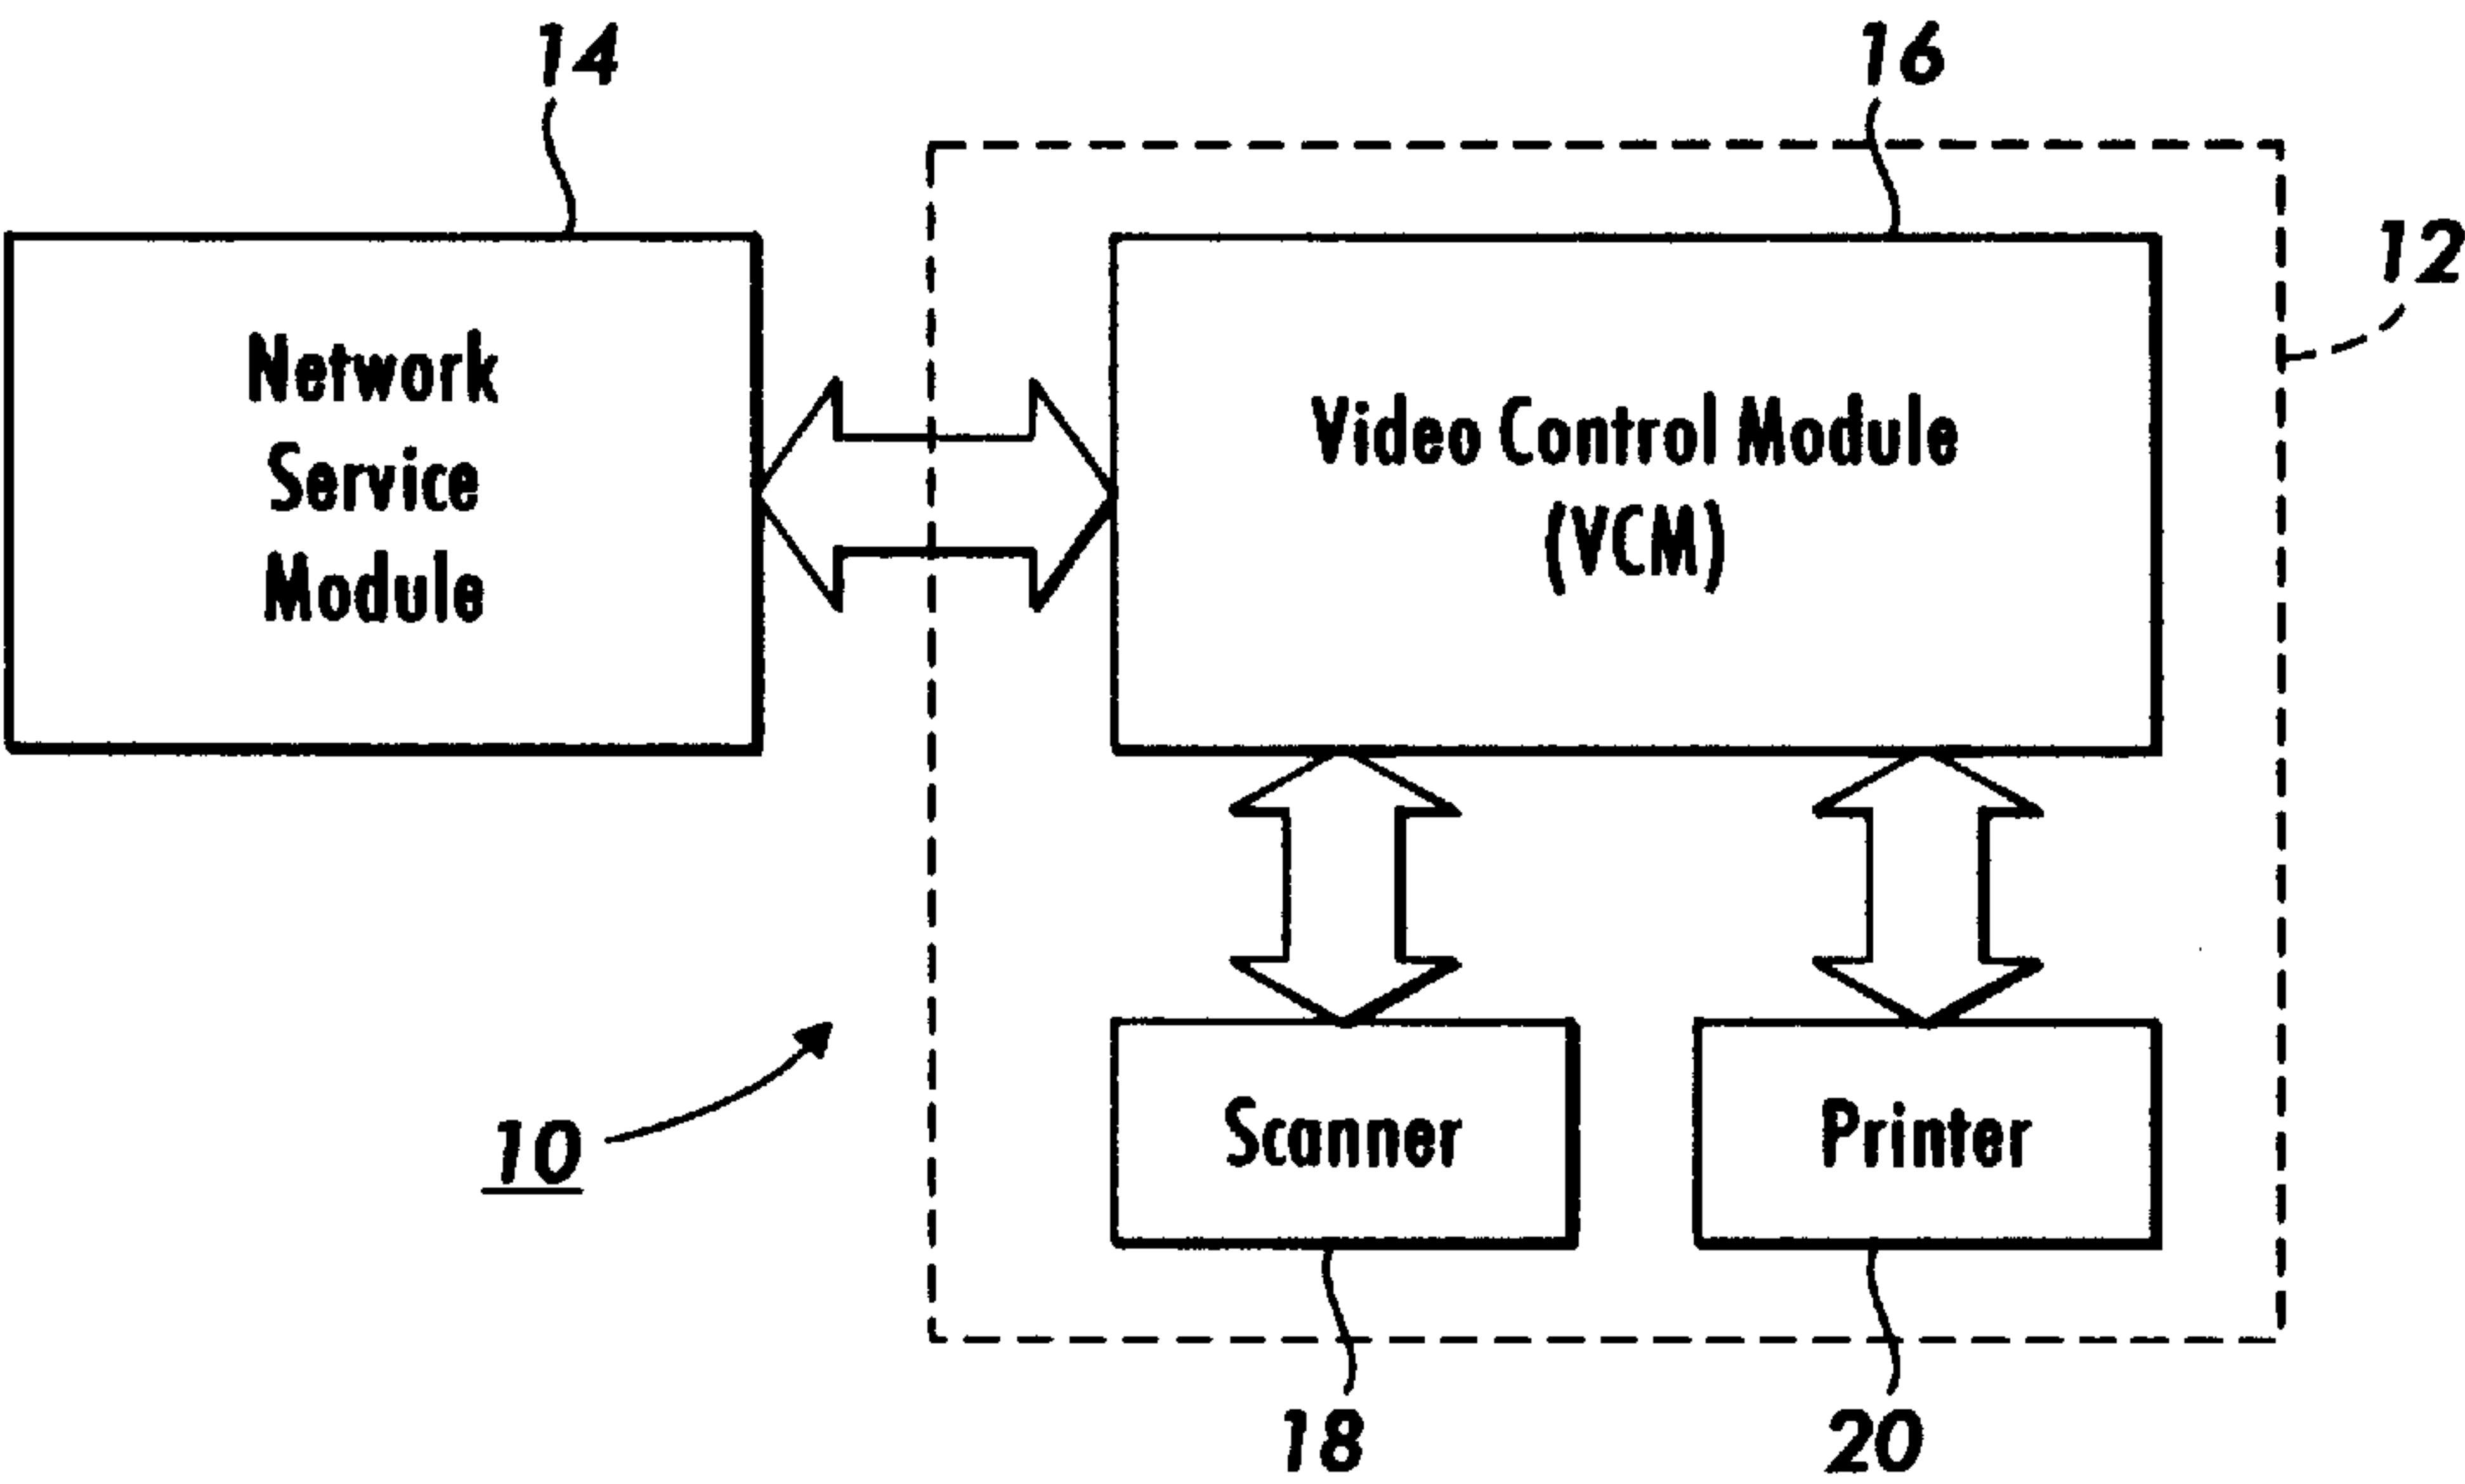 14
16
12
Network
Service
Module
Video Control Module
(VCM)
10
Scanner
Printer
18
20